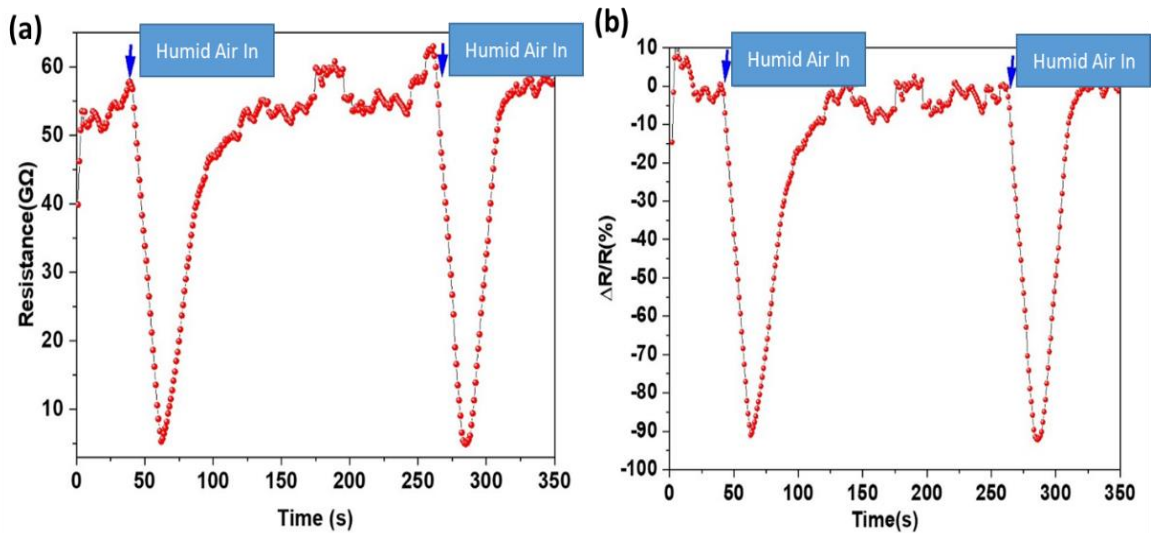 (a)
Humid Air In
Humid Air In
60
50
40
30
20
10
Resistance(GΩ)
0 50 100 150 200 250 300 350
Time (s)
(b)
Humid Air In
Humid Air In
10
0
-10
-20
-30
-40
-50
-60
-70
-80
-90
-100
ΔR/R(%)
0 50 100 150 200 250 300 350
Time(s)